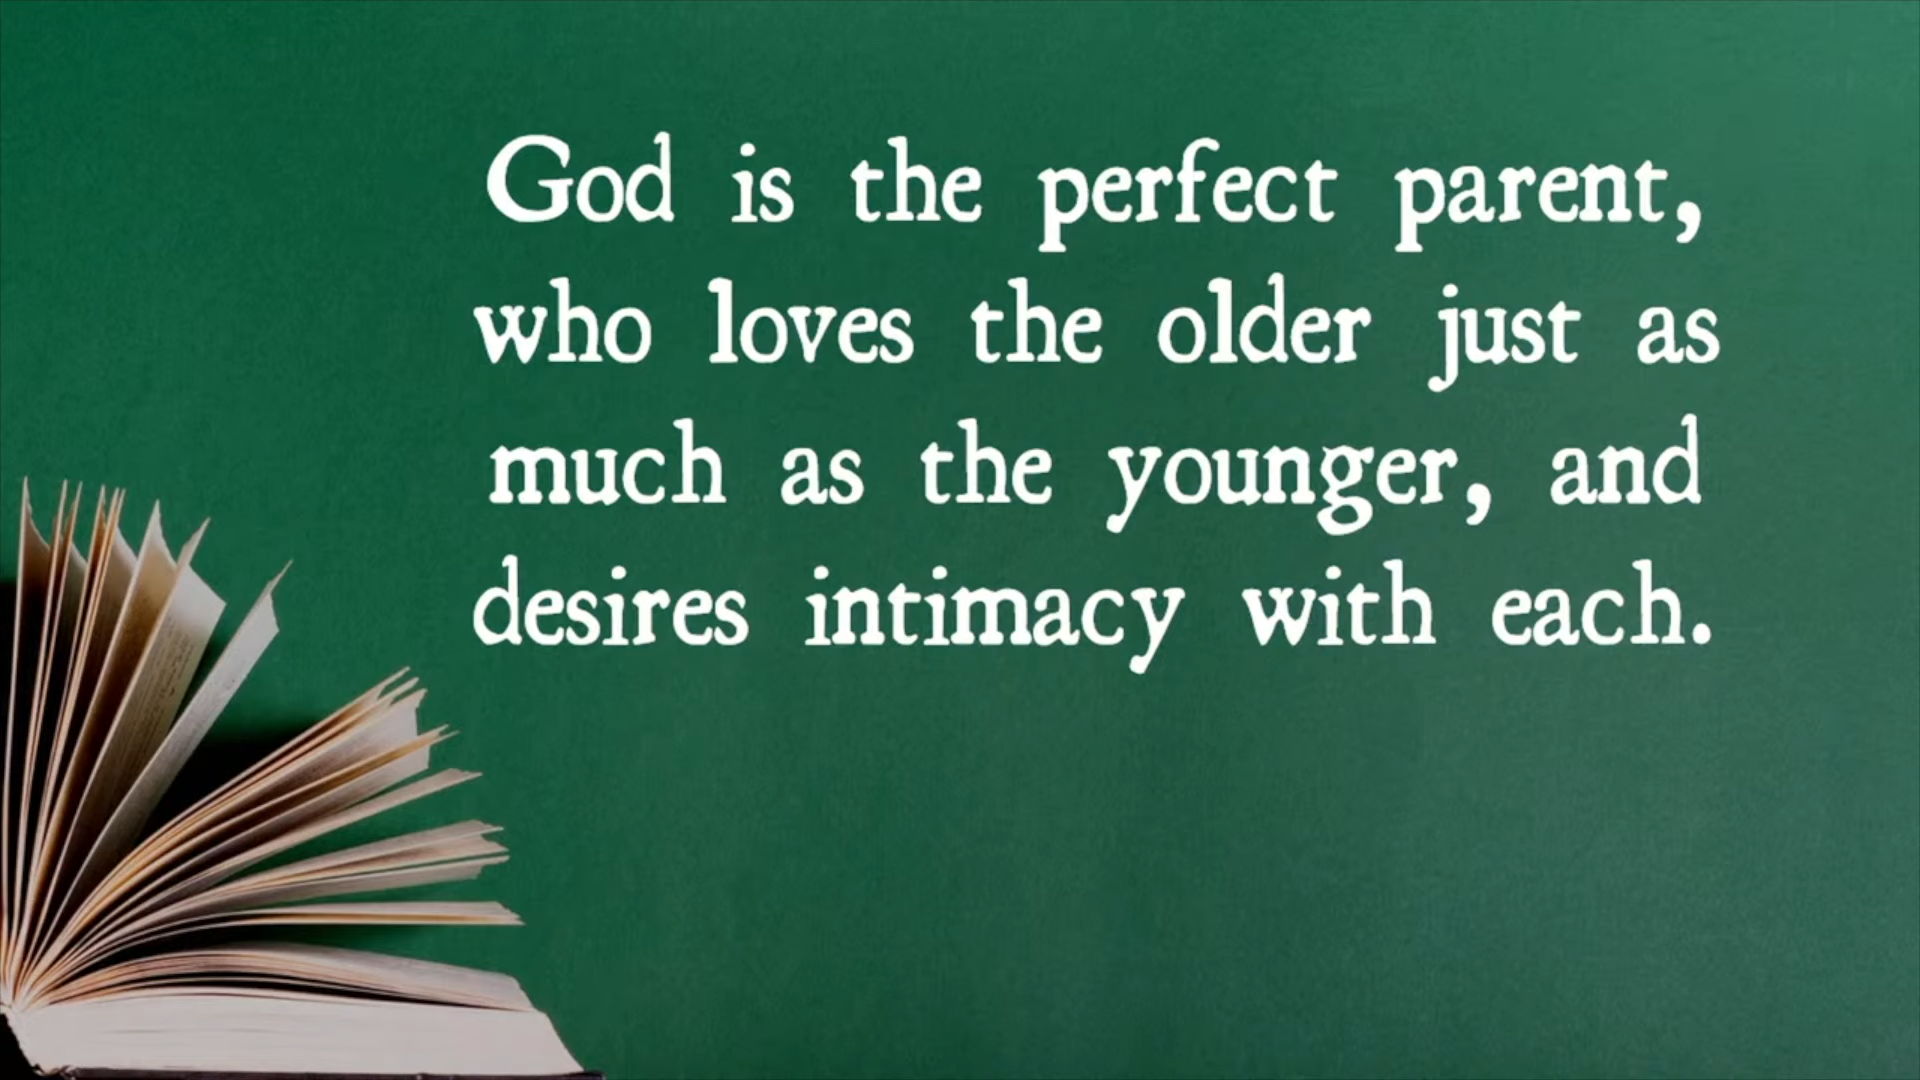 God is the perfect parent,
who loves the older just as
much as the younger, and
desires intimacy with each.